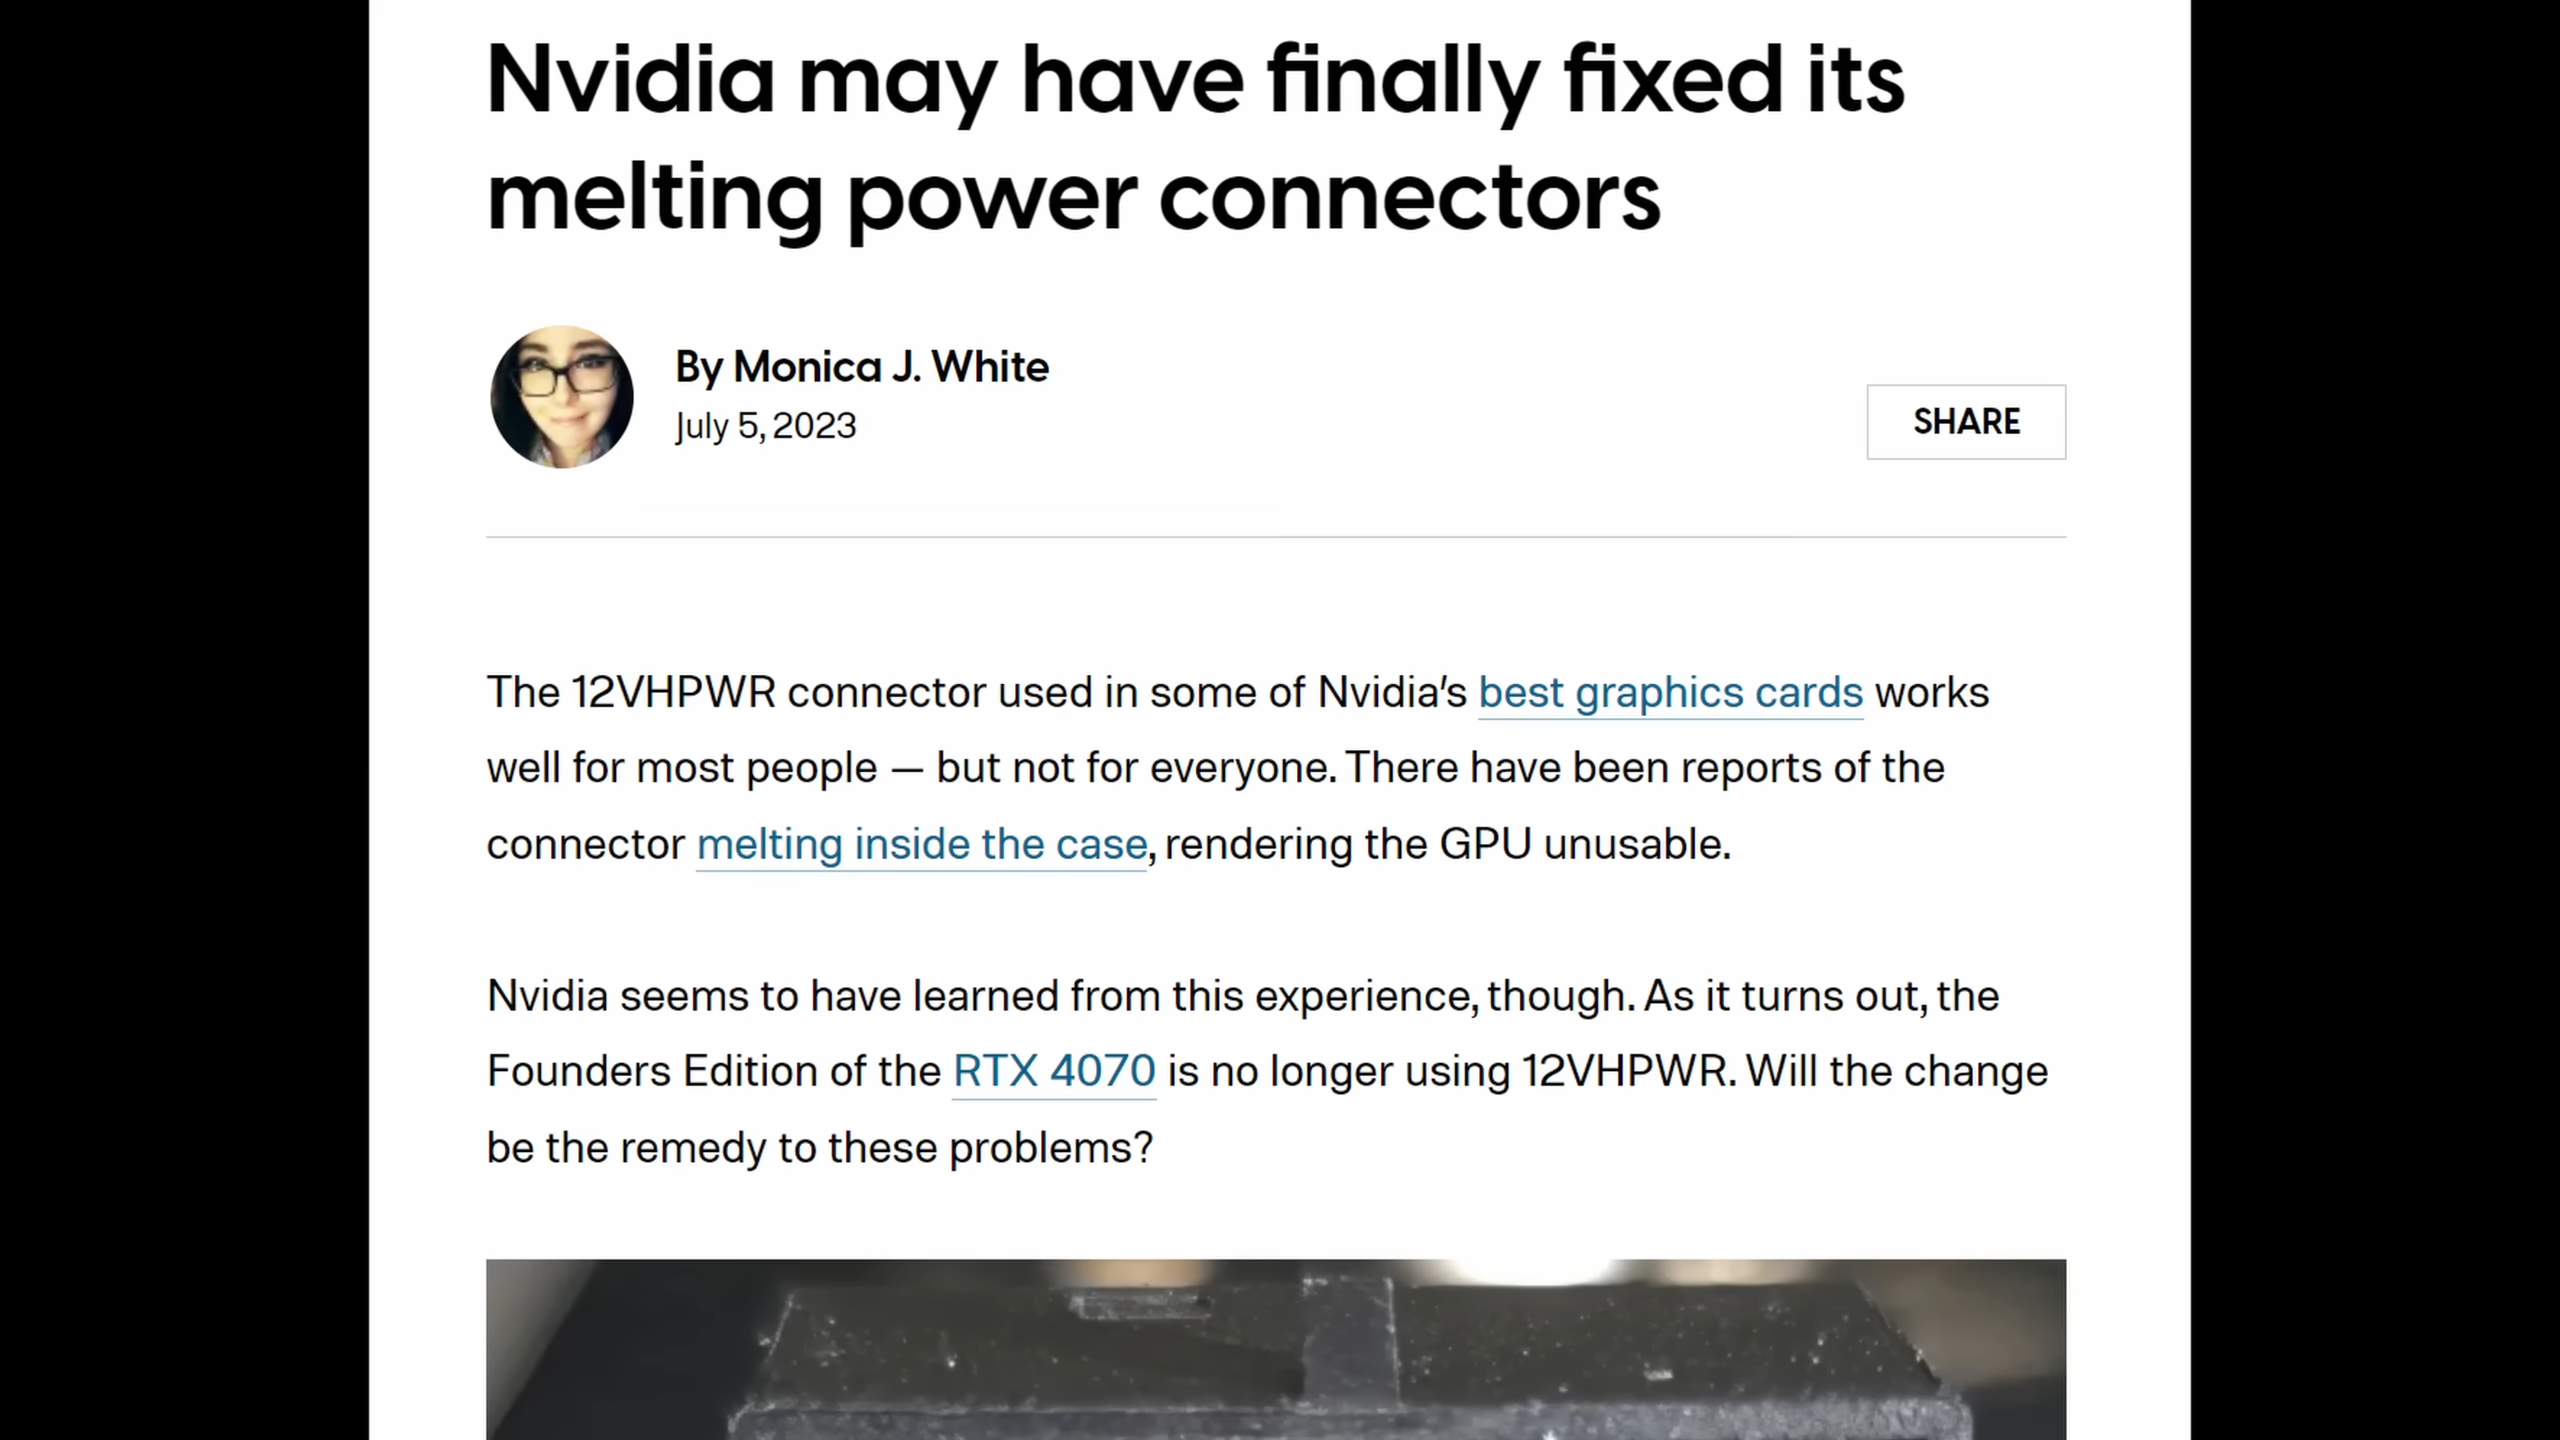 Nvidia may have finally fixed its
melting power connectors
By Monica J. White
July 5, 2023
SHARE
The 12VHPWR connector used in some of Nvidia’s best graphics cards works
well for most people — but not for everyone. There have been reports of the
connector melting inside the case, rendering the GPU unusable.
Nvidia seems to have learned from this experience, though. As it turns out, the
Founders Edition of the RTX 4070 is no longer using 12VHPWR. Will the change
be the remedy to these problems?